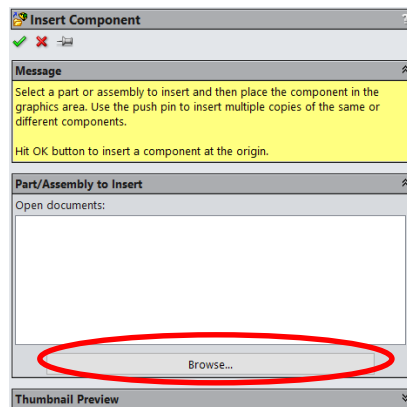 Insert Component
?
Message
Select a part or assembly to insert and then place the component in the
graphics area. Use the push pin to insert multiple copies of the same or
different components.
Hit OK button to insert a component at the origin.
Part/Assembly to Insert
Open documents:
Browse...
Thumbnail Preview